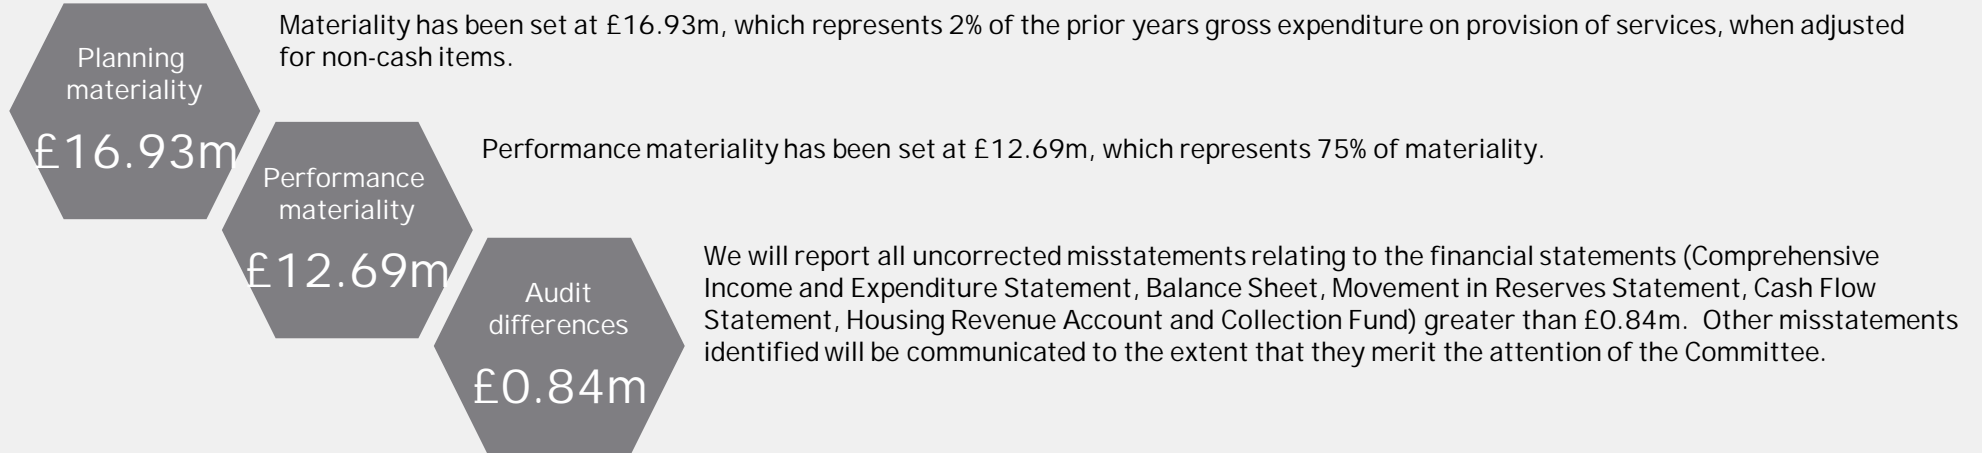 Planning
materiality
£16.93m
Materiality has been set at £16.93m, which represents 2% of the prior years gross expenditure on provision of services, when adjusted
for non-cash items.
Performance
materiality
£12.69m
Performance materiality has been set at £12.69m, which represents 75% of materiality.
Audit
differences
£0.84m
We will report all uncorrected misstatements relating to the financial statements (Comprehensive
Income and Expenditure Statement, Balance Sheet, Movement in Reserves Statement, Cash Flow
Statement, Housing Revenue Account and Collection Fund) greater than £0.84m.  Other misstatements
identified will be communicated to the extent that they merit the attention of the Committee.